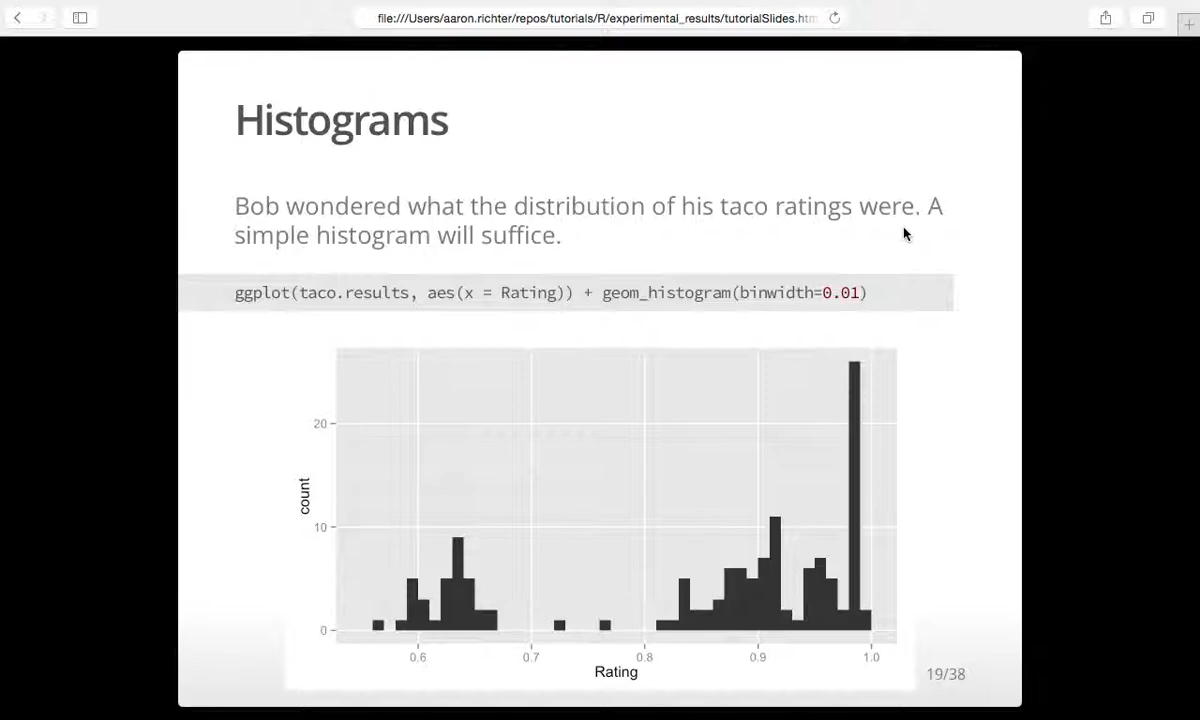 file:///Users/aaron.richter/repos/tutorials/R/experimental_results/tutorialSlides.htm
Histograms
Bob wondered what the distribution of his taco ratings were. A
simple histogram will suffice.
ggplot(taco.results, aes(x = Rating)) + geom_histogram(binwidth=0.01)
20
count
10
0
0.6 0.7 0.8 0.9 1.0
Rating
19/38